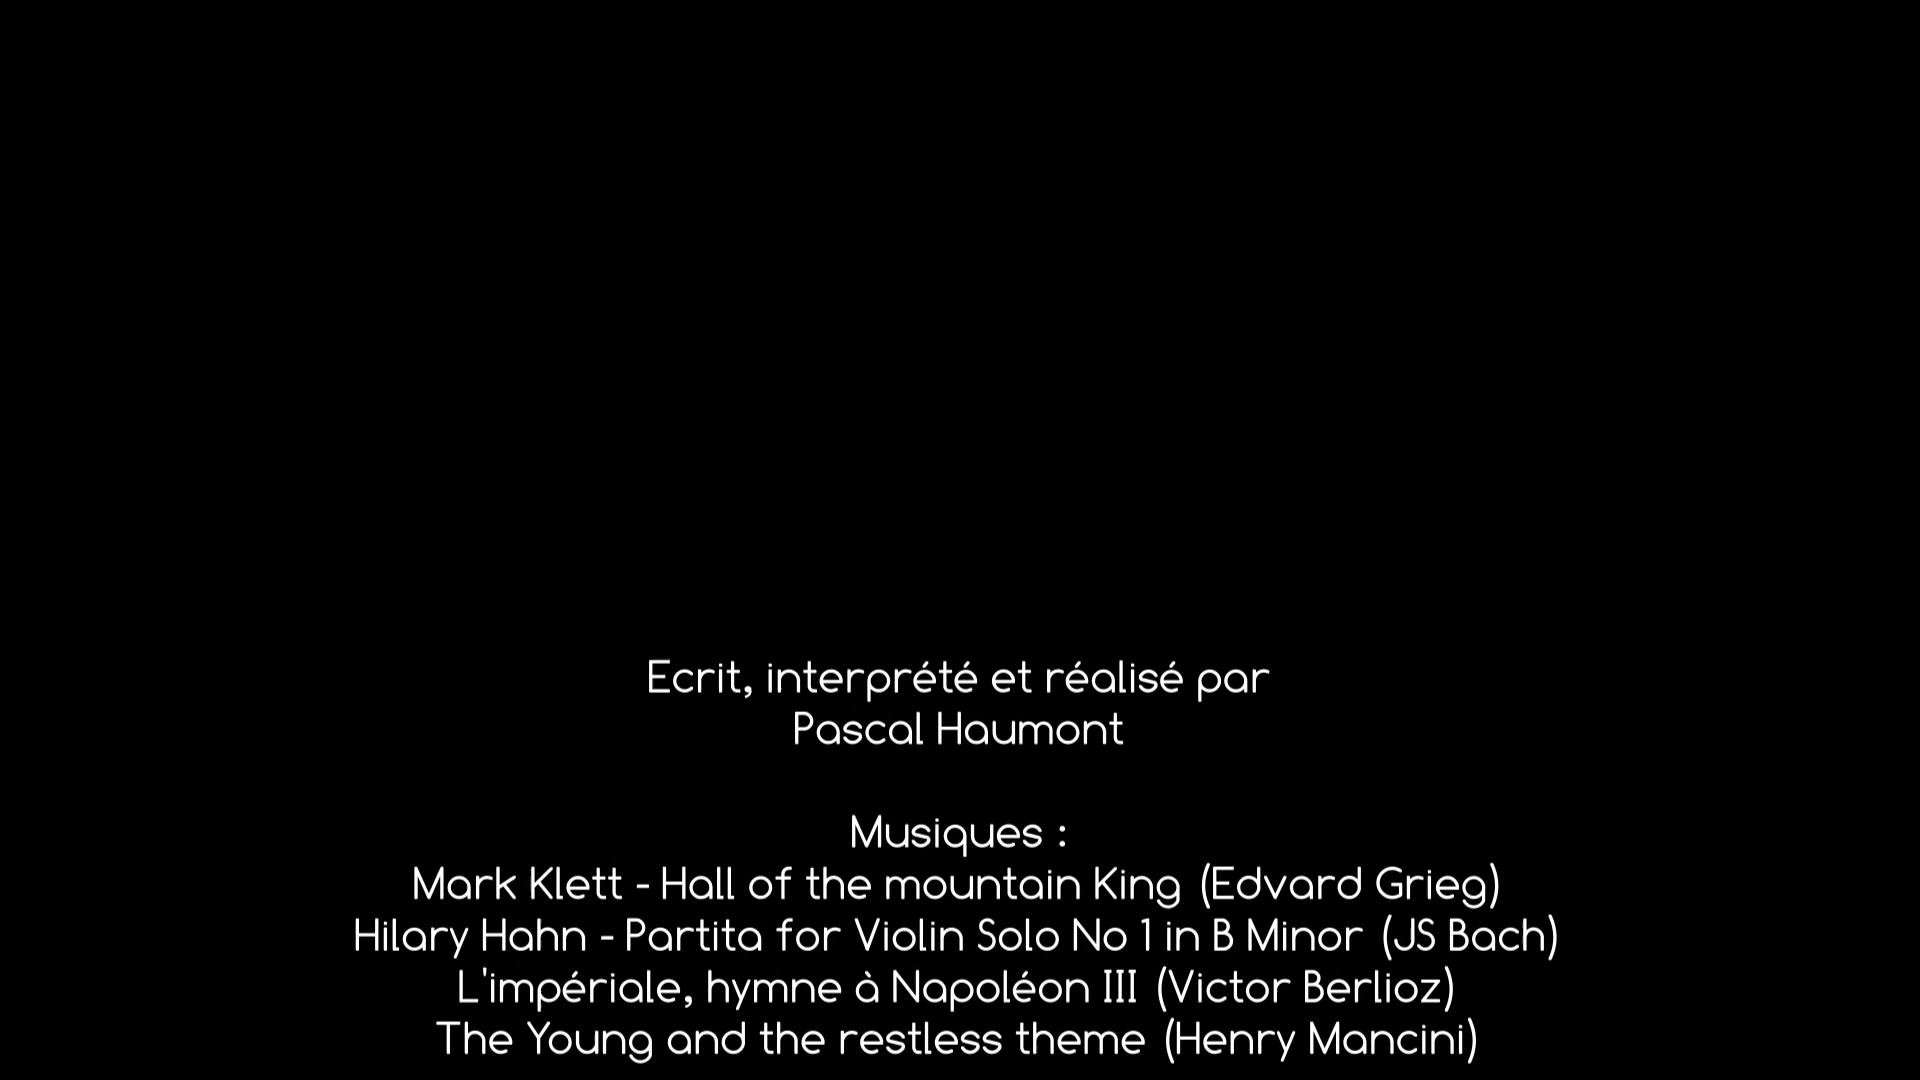 Ecrit, interprété et réalisé par
Pascal Haumont
Musiques :
Mark Klett - Hall of the mountain King (Edvard Grieg)
Hilary Hahn - Partita for Violin Solo No 1 in B Minor (JS Bach)
L'impériale, hymne à Napoléon III (Victor Berlioz)
The Young and the restless theme (Henry Mancini)